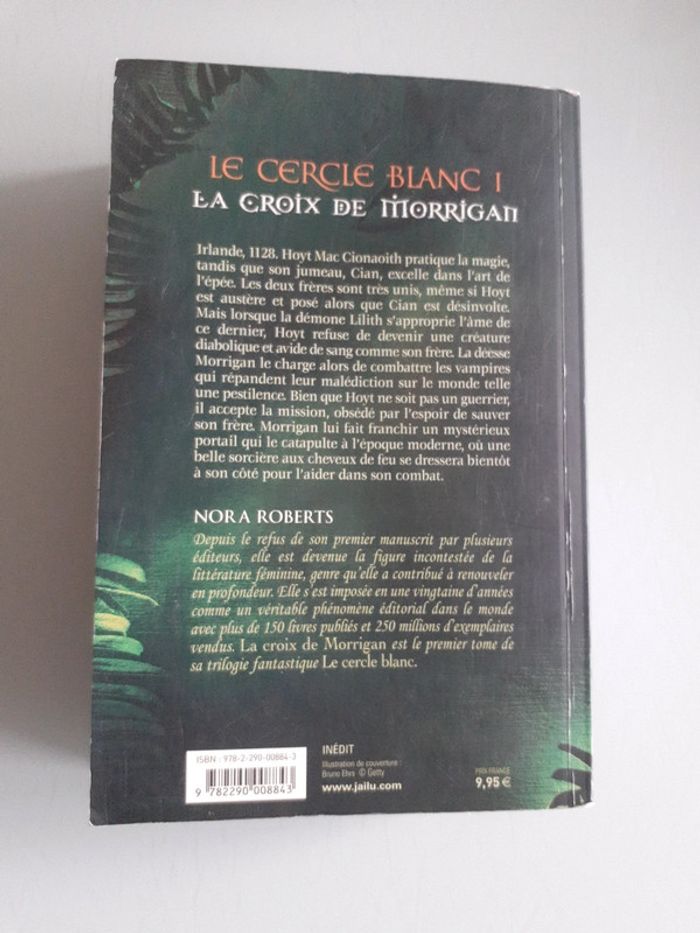 LE CERCLE BLANC I
LA CROIX DE MORRIGAN
Irlande, 1128. Hoyt Mac Cionaoith pratique la magie,
tandis que son jumeau, Cian, excelle dans l'art de
l'épée. Les deux frères sont très unis, même si Hoyt
est austère et posé alors que Cian est désinvolte.
Mais lorsque la démone Lilith s'approprie l'âme de
ce dernier, Hoyt refuse de devenir une créature
diabolique et avide de sang comme son frère. La déesse
Morrigan le charge alors de combattre les vampires
qui répandent leur malédiction sur le monde telle
une pestilence. Bien que Hoyt ne soit pas un guerrier,
il accepte la mission, obsédé par l'espoir de sauver
son frère. Morrigan lui fait franchir un mystérieux
portail qui le catapulte à l'époque moderne, où une
belle sorcière aux cheveux de feu se dressera bientôt
à son côté pour l'aider dans son combat.
NORA ROBERTS
Depuis le refus de son premier manuscrit par plusieurs
éditeurs, elle est devenue la figure incontestée de la
littérature féminine, genre qu'elle a contribué à renouveler
en profondeur. Elle s'est imposée en une vingtaine d'années
comme un véritable phénomène éditorial dans le monde
avec plus de 150 livres publiés et 250 millions d'exemplaires
vendus. La croix de Morrigan est le premier tome de
sa trilogie fantastique Le cercle blanc.
ISBN : 978-2-290-00884-3
9 782290 008843
INÉDIT
Illustration de couverture :
Bruno Ehrs © Getty
www.jailu.com
PRIX FRANCE
9,95 €